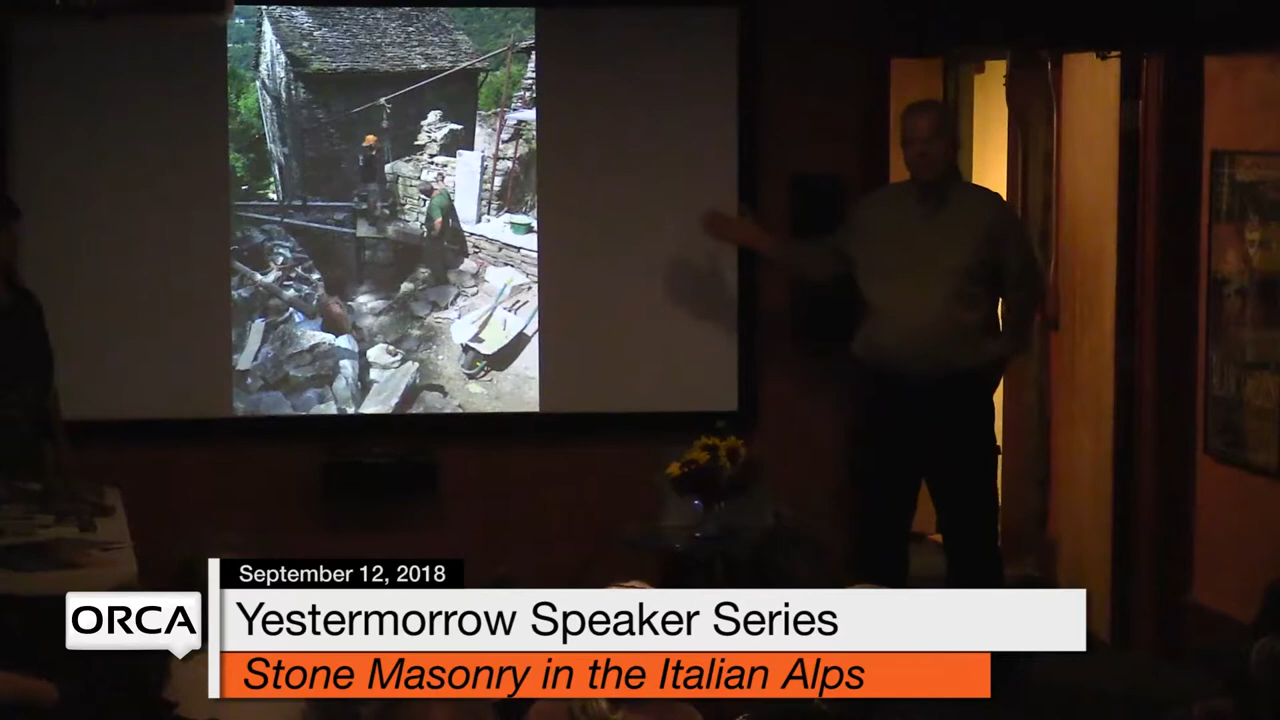 September 12, 2018
ORCA
Yestermorrow Speaker Series
Stone Masonry in the Italian Alps